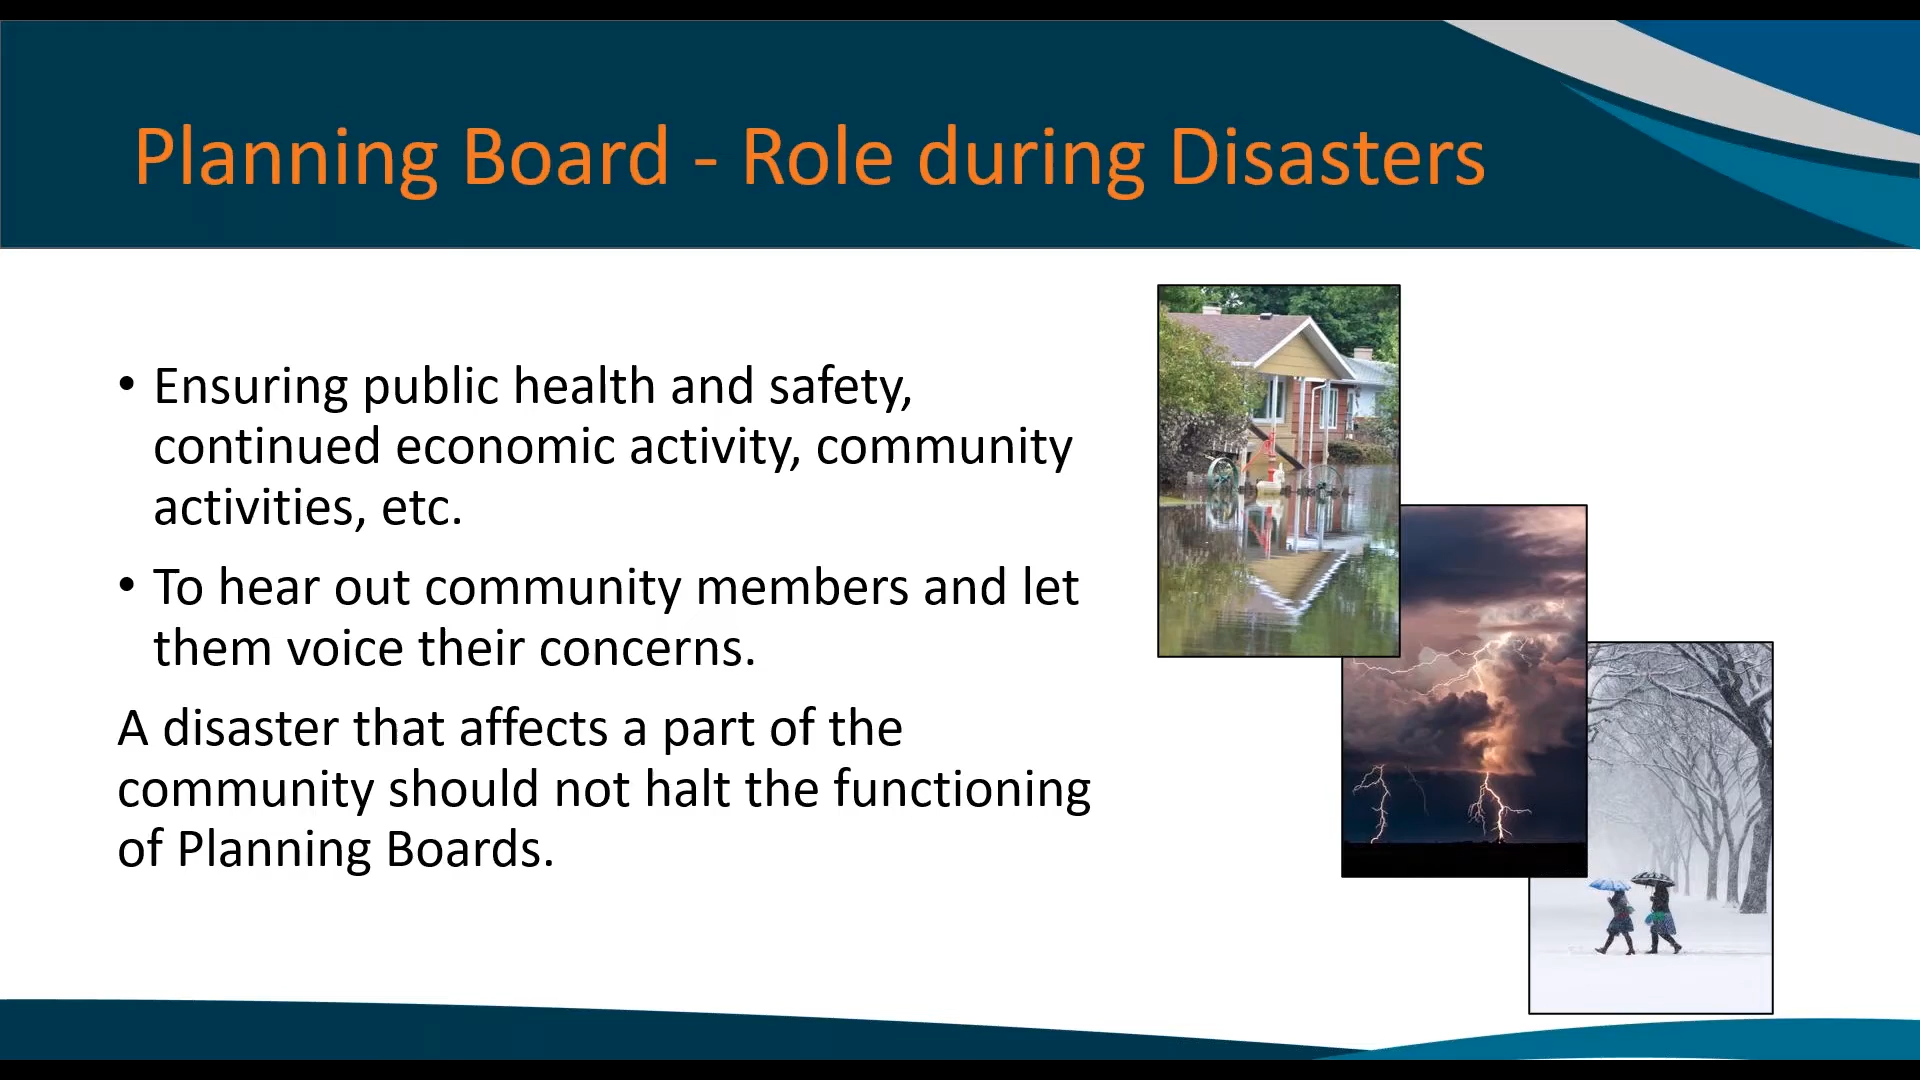 Planning Board - Role during Disasters
• Ensuring public health and safety,
continued economic activity, community
activities, etc.
• To hear out community members and let
them voice their concerns.
A disaster that affects a part of the
community should not halt the functioning
of Planning Boards.